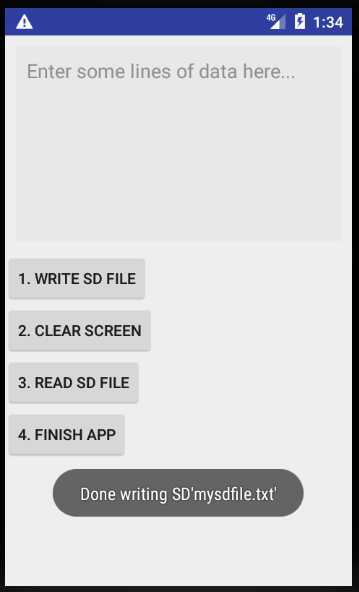 4G 1:34
Enter some lines of data here...
1. WRITE SD FILE
2. CLEAR SCREEN
3. READ SD FILE
4. FINISH APP
Done writing SD'mysdfile.txt'